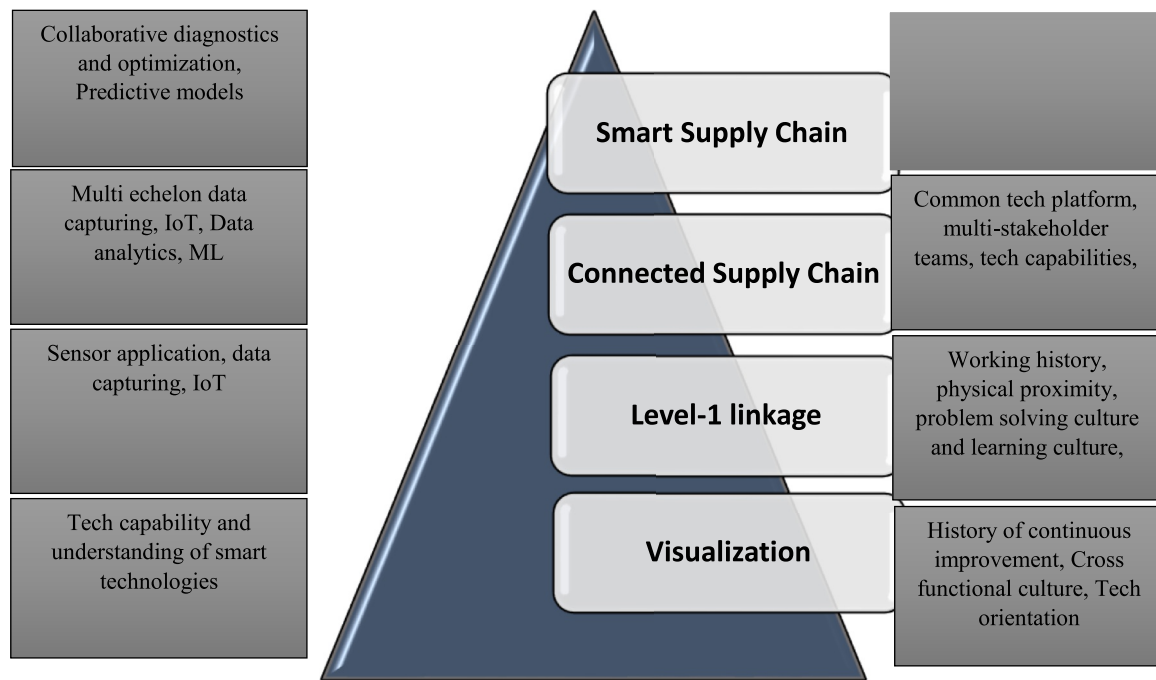 Collaborative diagnostics
and optimization,
Predictive models
Smart Supply Chain
Multi echelon data
capturing, IoT, Data
analytics, ML
Connected Supply Chain
Common tech platform,
multi-stakeholder
teams, tech capabilities,
Sensor application, data
capturing, IoT
Level-1 linkage
Working history,
physical proximity,
problem solving culture
and learning culture,
Tech capability and
understanding of smart
technologies
Visualization
History of continuous
improvement, Cross
functional culture, Tech
orientation